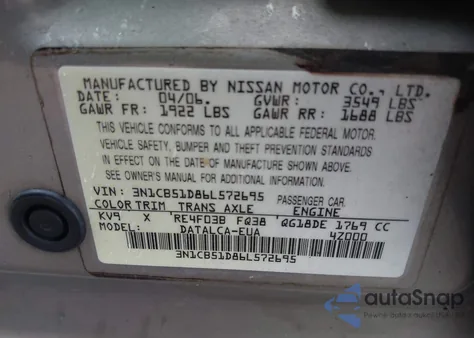 MANUFACTURED BY NISSAN MOTOR CO., LTD.
DATE: 04/06. GVWR: 3549 LBS
GAWR FR: 1922 LBS GAWR RR: 1688 LBS
THIS VEHICLE CONFORMS TO ALL APPLICABLE FEDERAL MOTOR
VEHICLE SAFETY, BUMPER AND THEFT PREVENTION STANDARDS
IN EFFECT ON THE DATE OF MANUFACTURE SHOWN ABOVE.
SEE OWNER'S MANUAL FOR ADDITIONAL INFORMATION.
VIN: 3N1CB51D86L572695 PASSENGER CAR
COLOR TRIM TRANS AXLE ENGINE
KV9 X RE4F03B FQ38 QG18DE 1769 CC
MODEL: DATALCA-EUA 4Z000
3N1CB51D86L572695
autoSnap